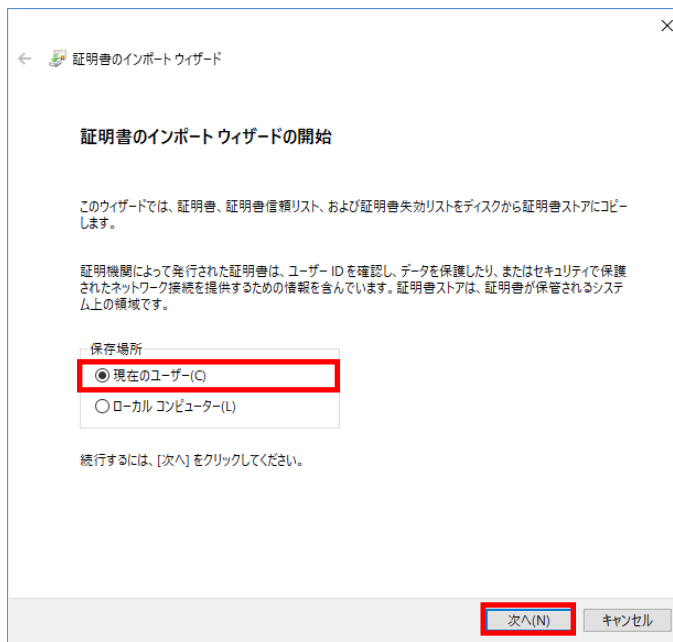 証明書のインポート ウィザード
証明書のインポート ウィザードの開始
このウィザードでは、証明書、証明書信頼リスト、および証明書失効リストをディスクから証明書ストアにコピー
します。
証明機関によって発行された証明書は、ユーザー ID を確認し、データを保護したり、またはセキュリティで保護
されたネットワーク接続を提供するための情報を含んでいます。証明書ストアは、証明書が保管されるシステ
ム上の領域です。
保存場所
現在のユーザー(C)
ローカル コンピューター(L)
続行するには、[次へ] をクリックしてください。
次へ(N)
キャンセル